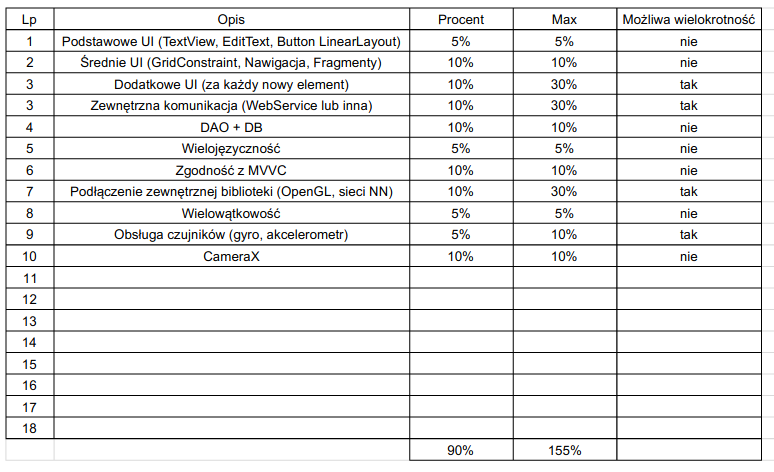 Lp Opis Procent Max Możliwa wielokrotność
1 Podstawowe UI (TextView, EditText, Button LinearLayout) 5% 5% nie
2 Średnie UI (GridConstraint, Nawigacja, Fragmenty) 10% 10% nie
3 Dodatkowe UI (za każdy nowy element) 10% 30% tak
3 Zewnętrzna komunikacja (WebService lub inna) 10% 30% tak
4 DAO + DB 10% 10% nie
5 Wielojęzyczność 5% 5% nie
6 Zgodność z MVVC 10% 10% nie
7 Podłączenie zewnętrznej biblioteki (OpenGL, sieci NN) 10% 30% tak
8 Wielowątkowość 5% 5% nie
9 Obsługa czujników (gyro, akcelerometr) 5% 10% tak
10 CameraX 10% 10% nie
11
12
13
14
15
16
17
18
90% 155%